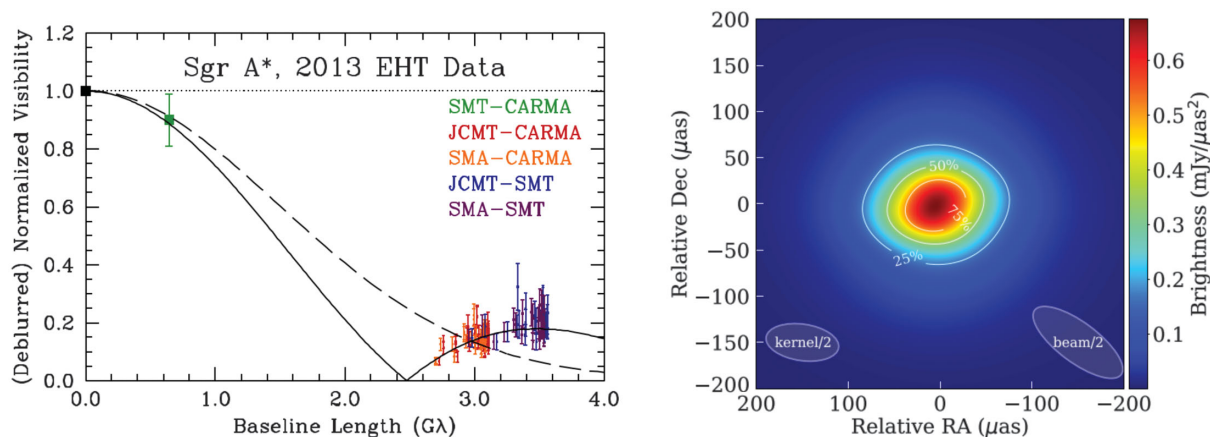 Sgr A*, 2013 EHT Data
SMT–CARMA
JCMT–CARMA
SMA–CARMA
JCMT–SMT
SMA–SMT
(Deblurred) Normalized Visibility
1.2
1.0
0.8
0.6
0.4
0.2
0.0
0.0 1.0 2.0 3.0 4.0
Baseline Length (Gλ)
Relative Dec (μas)
200
150
100
50
0
−50
−100
−150
−200
50%
75%
25%
kernel/2
beam/2
200 100 0 −100 −200
Relative RA (μas)
0.6
0.5
0.4
0.3
0.2
0.1
Brightness (mJy/μas²)